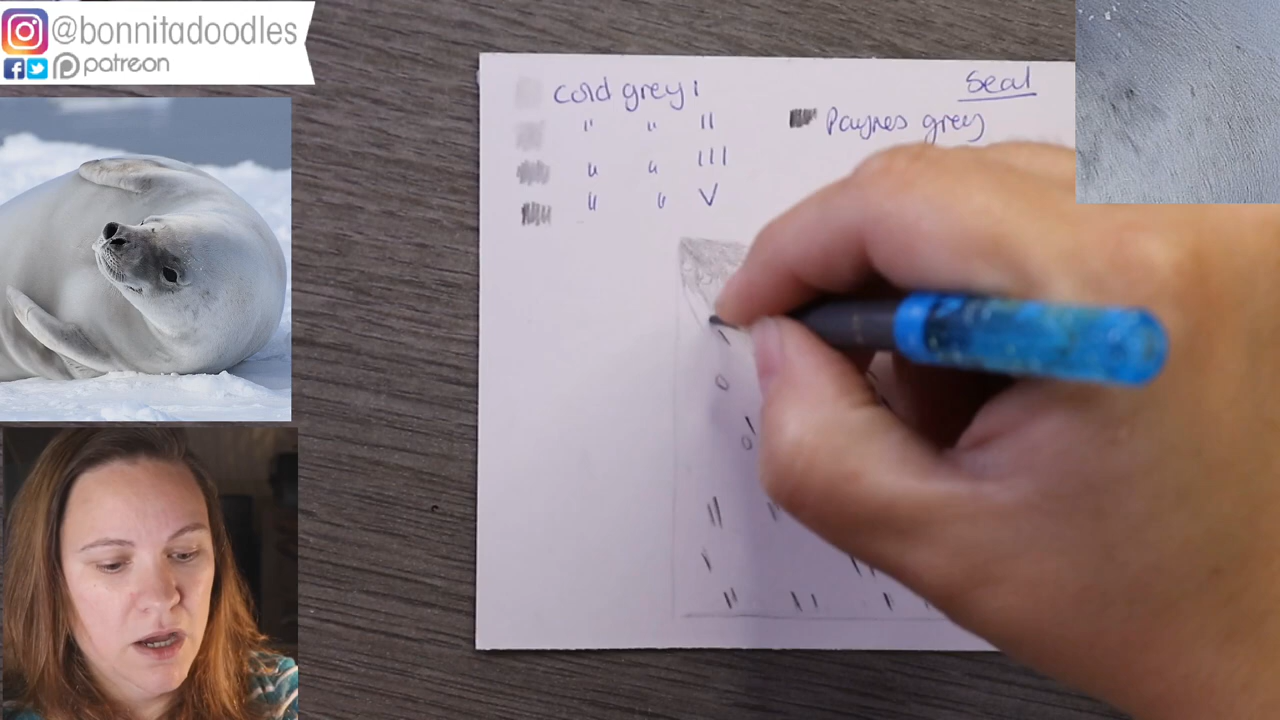 @bonnitadoodles
patreon
cold grey I
" " II
" " III
" " V
Seal
Paynes grey